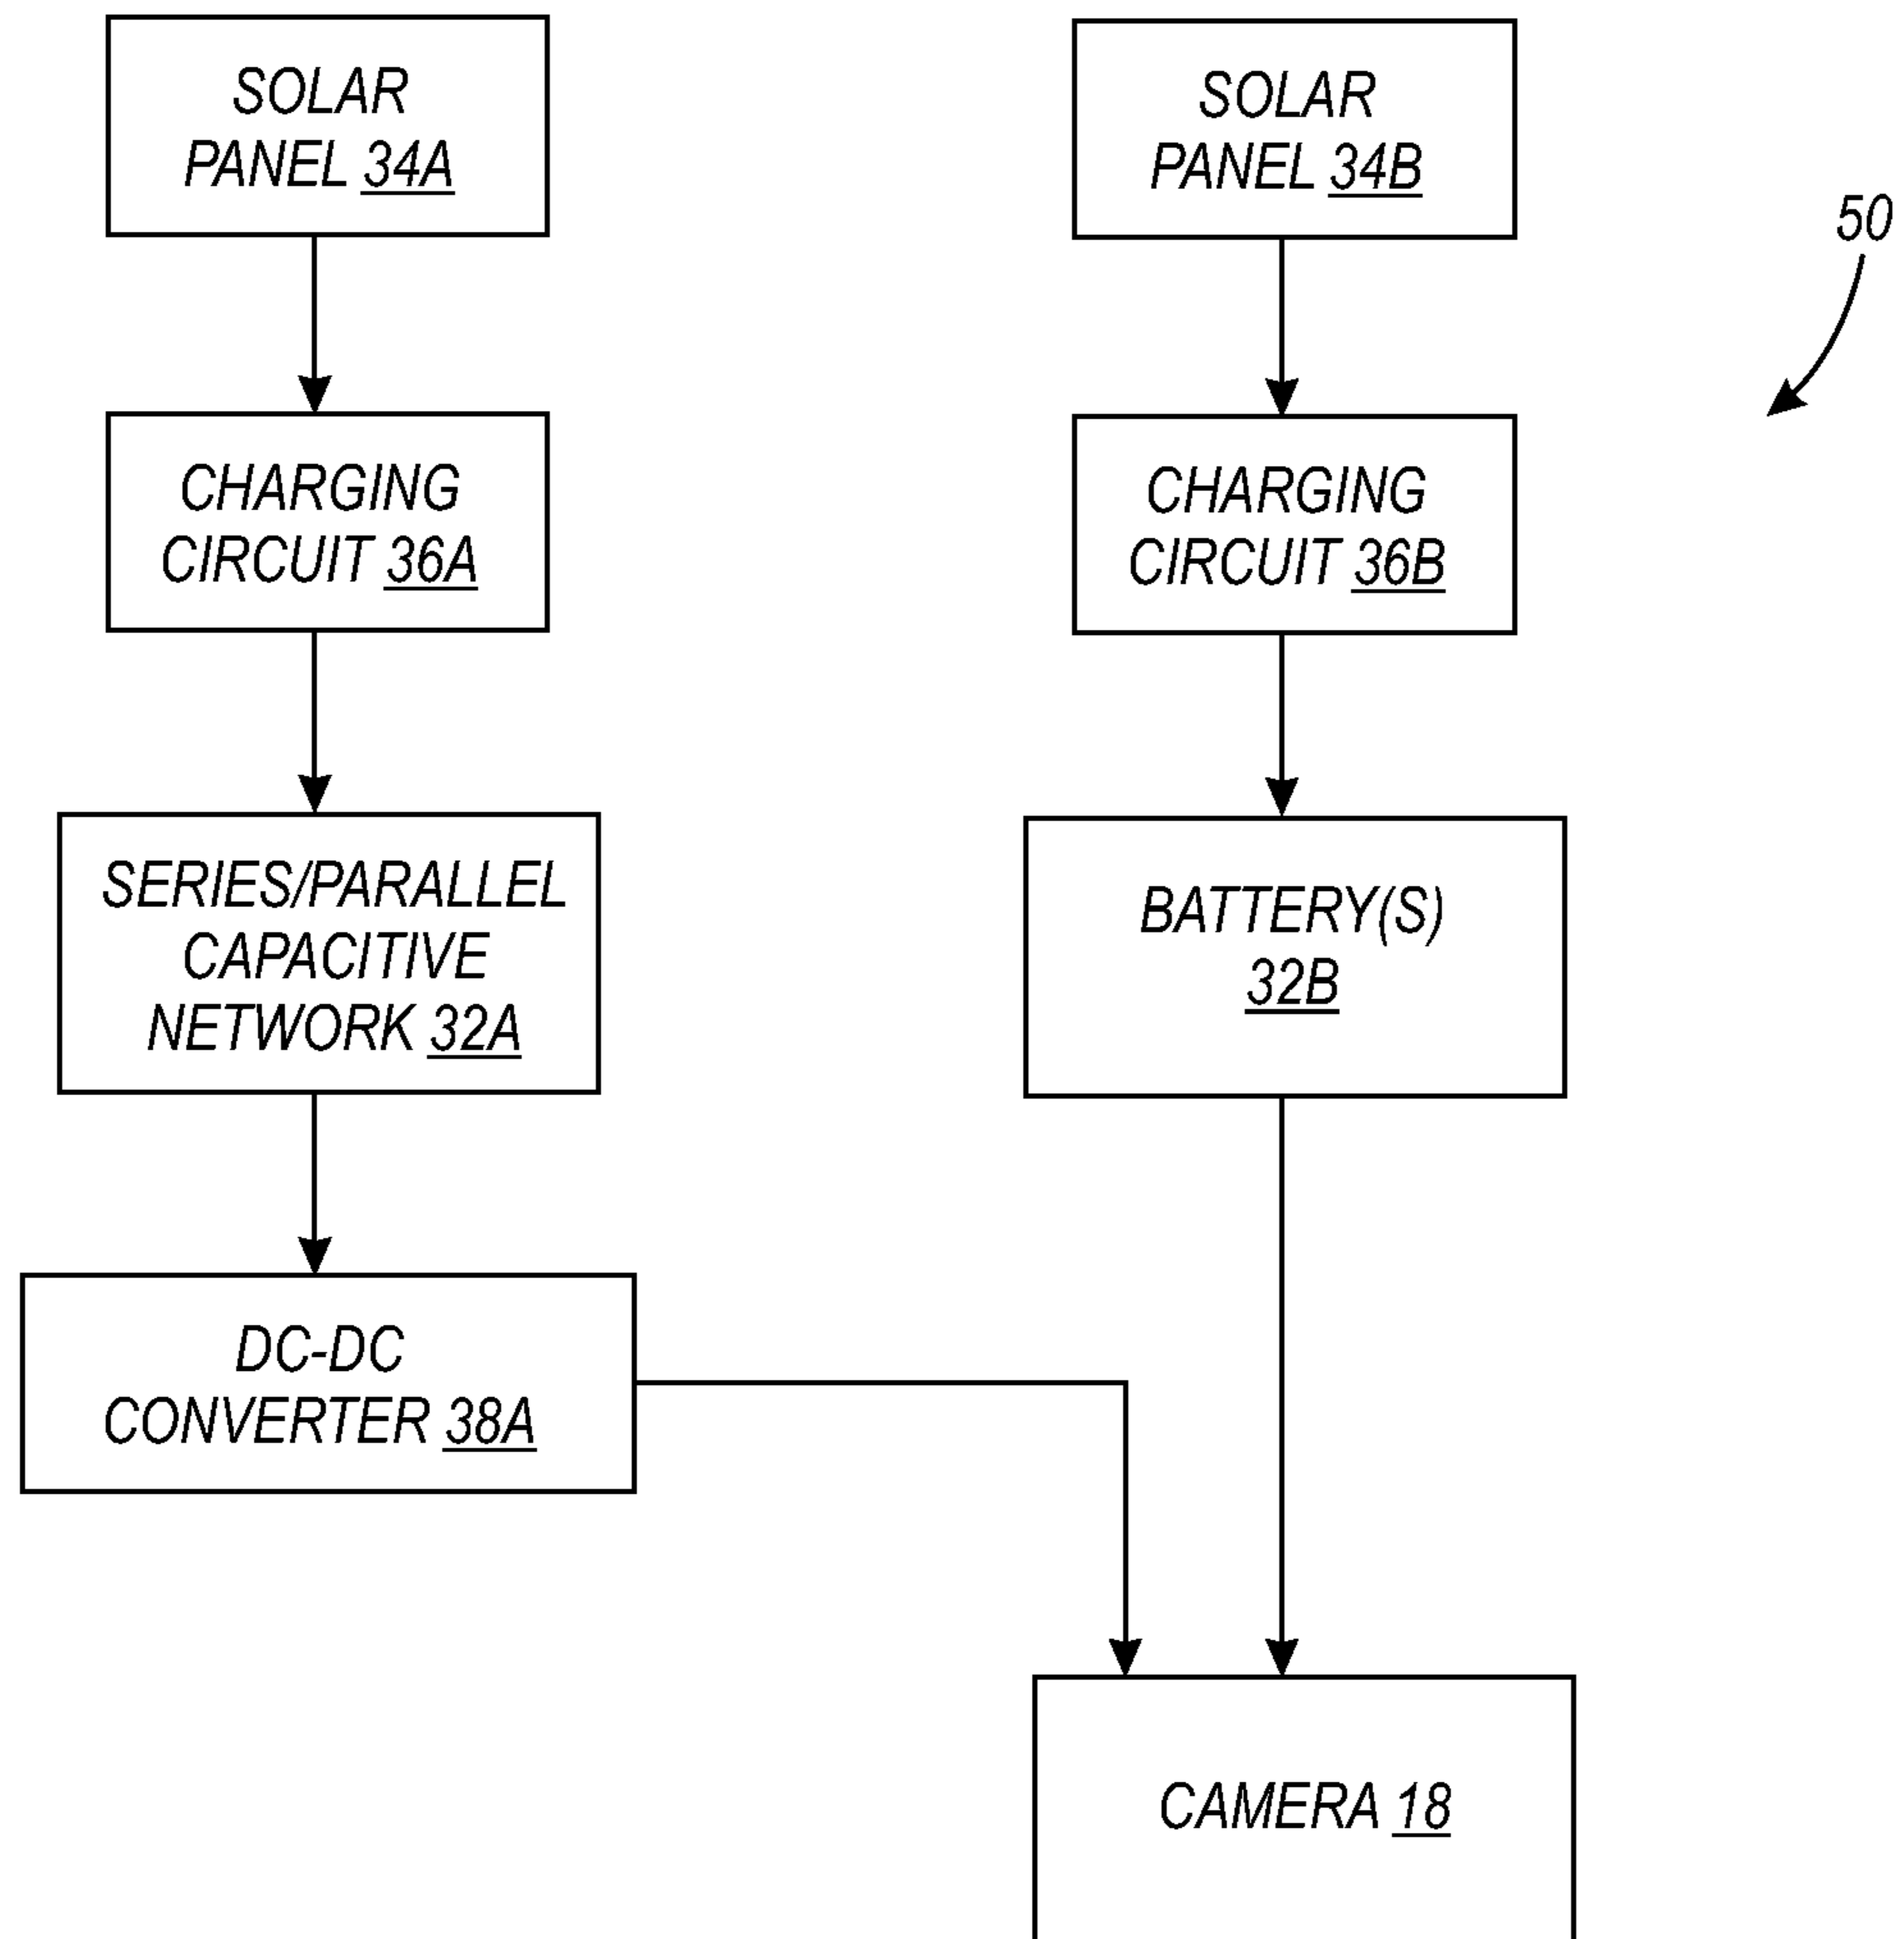 SOLAR
PANEL 34A
SOLAR
PANEL 34B
50
CHARGING
CIRCUIT 36A
CHARGING
CIRCUIT 36B
SERIES/PARALLEL
CAPACITIVE
NETWORK 32A
BATTERY(S)
32B
DC-DC
CONVERTER 38A
CAMERA 18